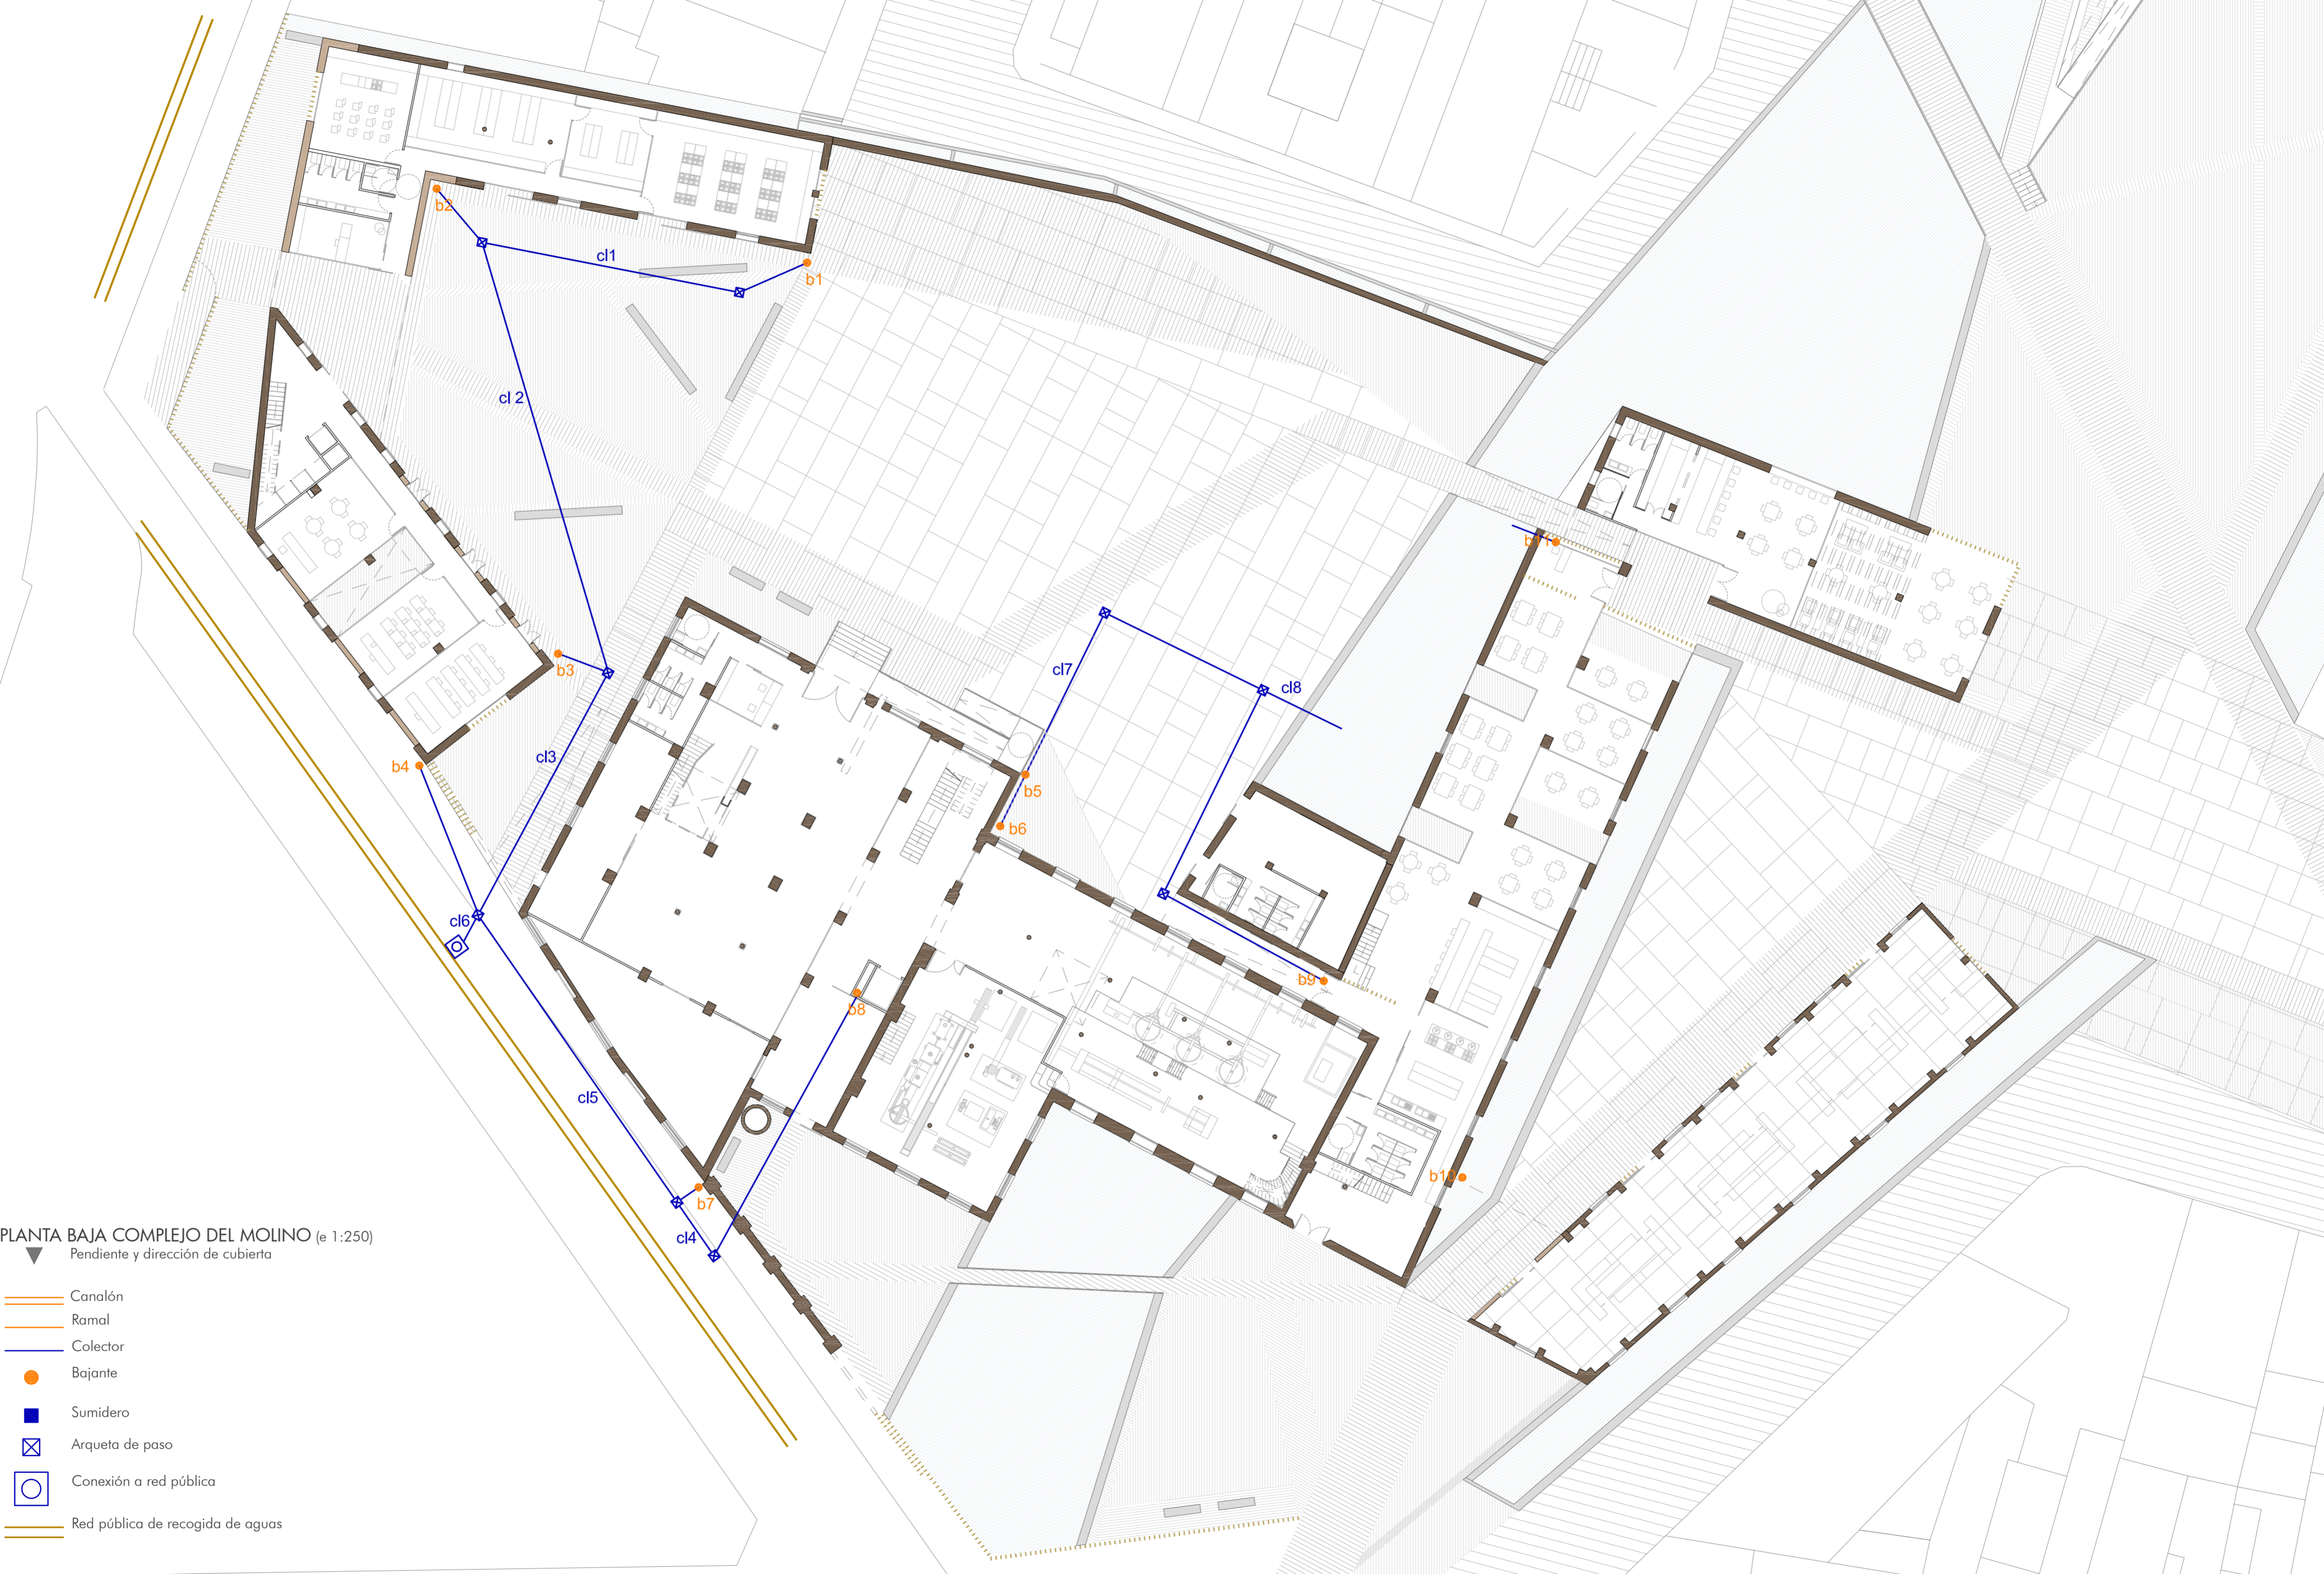 b2
cl1
b1
cl 2
b11
b3
cl7
cl8
cl3
b4
b5
b6
cl6
b9
b8
cl5
b10
b7
cl4
PLANTA BAJA COMPLEJO DEL MOLINO (e 1:250)
Pendiente y dirección de cubierta
Canalón
Ramal
Colector
Bajante
Sumidero
Arqueta de paso
Conexión a red pública
Red pública de recogida de aguas